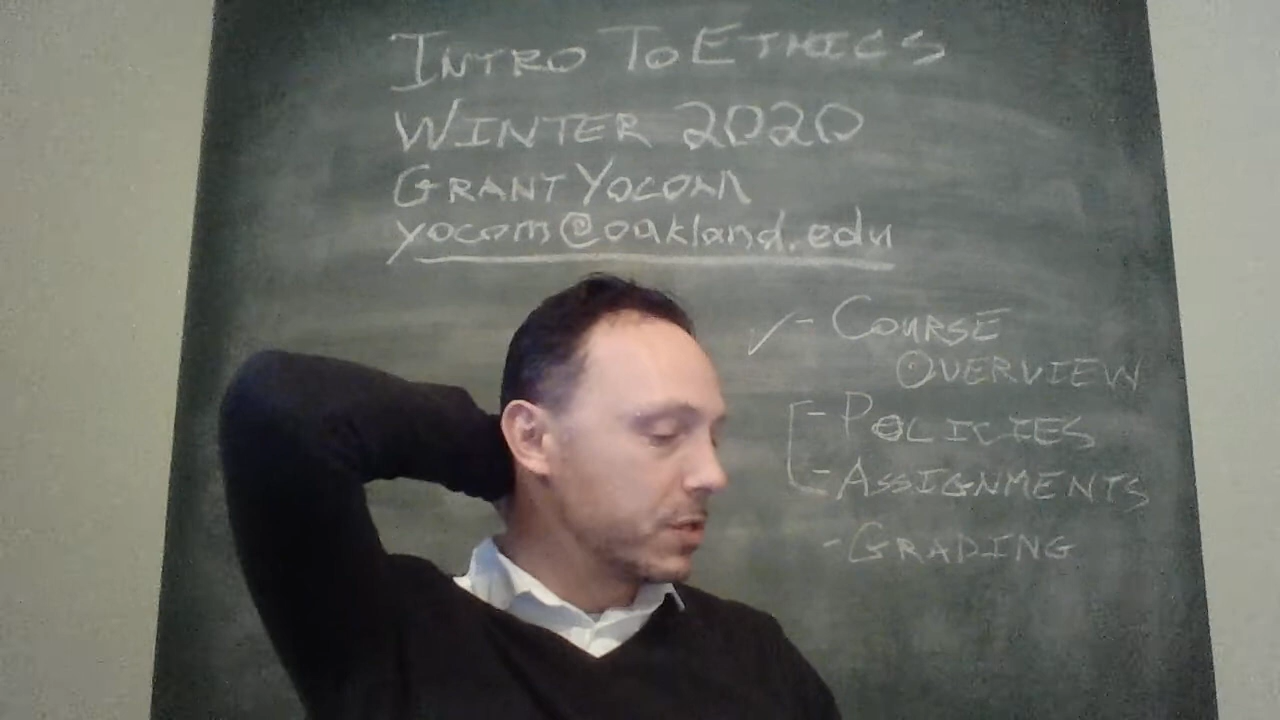 INTRO TO ETHICS
WINTER 2020
GRANT YOCOM
yocom@oakland.edu
✓ - COURSE
OVERVIEW
- POLICIES
- ASSIGNMENTS
- GRADING